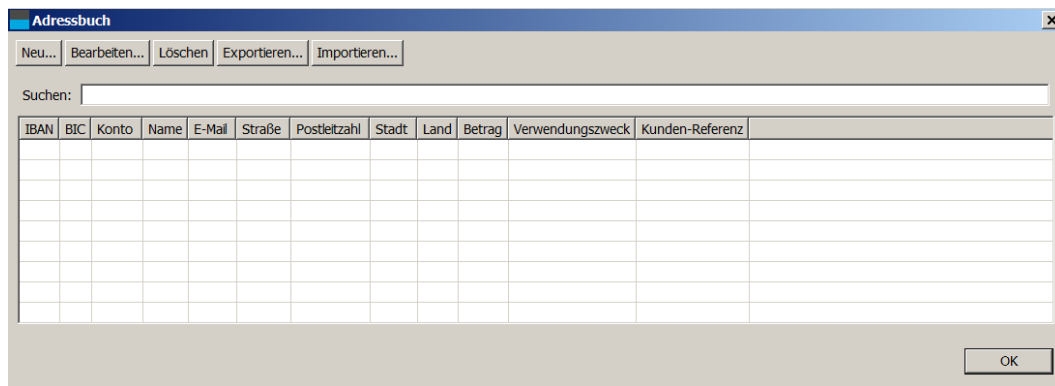 Adressbuch
Neu... Bearbeiten... Löschen Exportieren... Importieren...
Suchen:
IBAN BIC Konto Name E-Mail Straße Postleitzahl Stadt Land Betrag Verwendungszweck Kunden-Referenz
OK